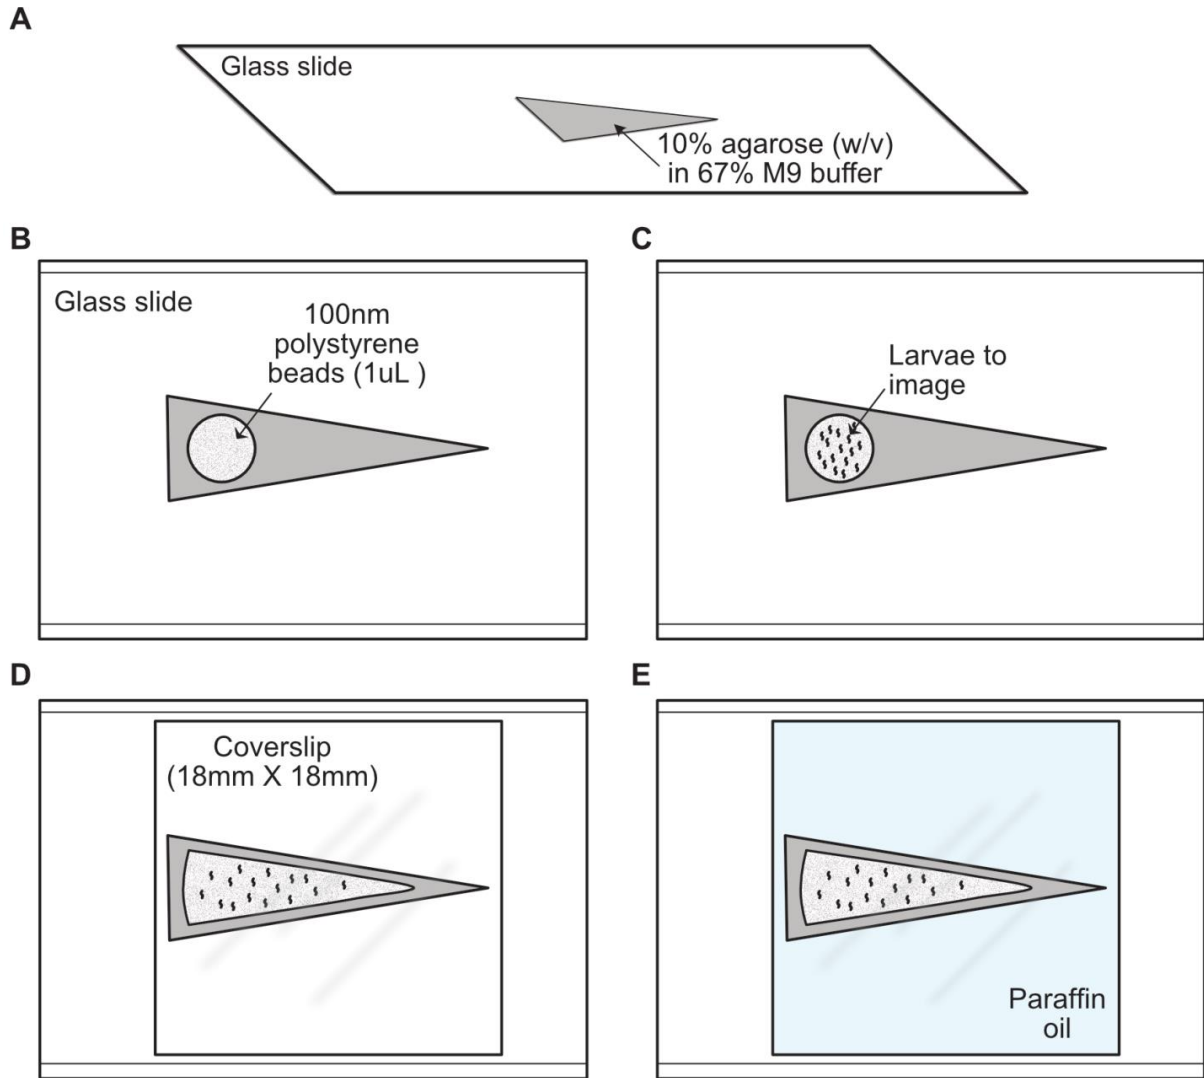 A
Glass slide
10% agarose (w/v)
in 67% M9 buffer
B
Glass slide
100nm
polystyrene
beads (1uL )
C
Larvae to
image
D
Coverslip
(18mm X 18mm)
E
Paraffin
oil